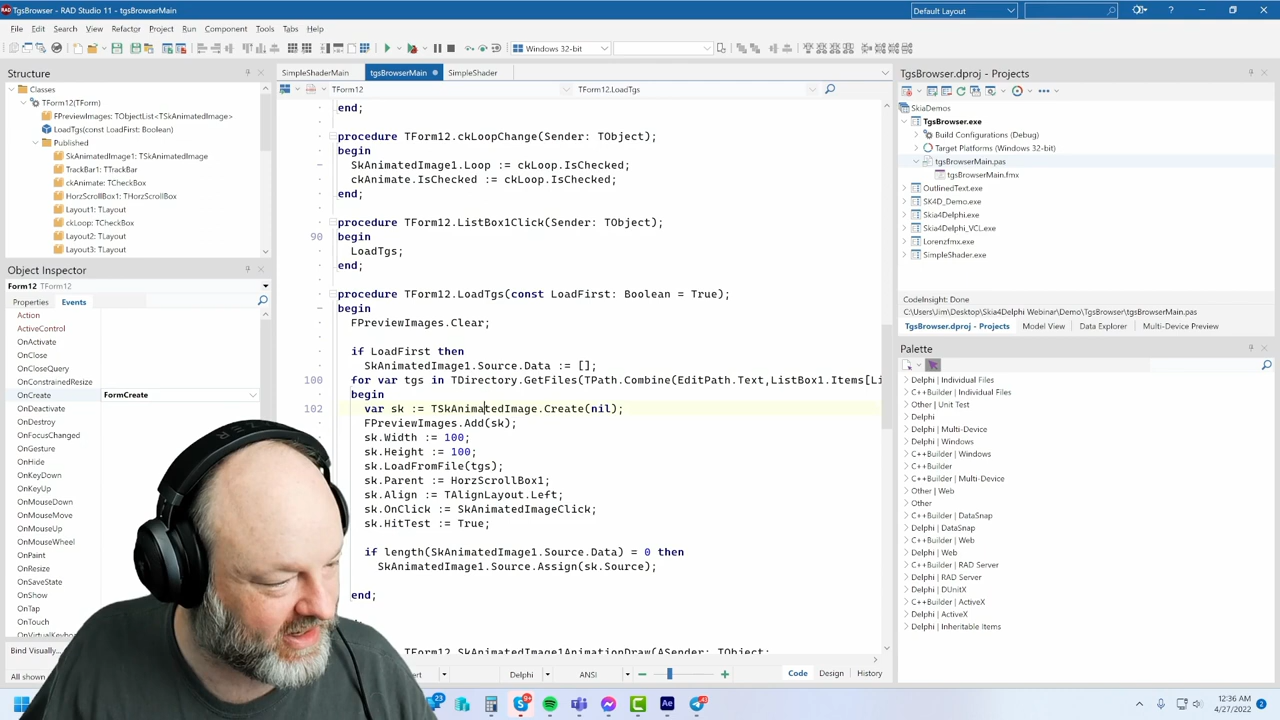 TgsBrowser - RAD Studio 11 - tgsBrowserMain
Default Layout
File Edit Search View Refactor Project Run Component Tools Tabs Help
Windows 32-bit
Structure
Classes
TForm12(TForm)
FPreviewImages: TObjectList<TSkAnimatedImage>
LoadTgs(const LoadFirst: Boolean)
Published
SkAnimatedImage1: TSkAnimatedImage
TrackBar1: TTrackBar
ckAnimate: TCheckBox
HorzScrollBox1: THorzScrollBox
Layout1: TLayout
ckLoop: TCheckBox
Layout2: TLayout
Layout3: TLayout
Object Inspector
Form12 TForm12
Properties Events
Action
ActiveControl
OnActivate
OnClose
OnCloseQuery
OnConstrainedResize
OnCreate FormCreate
OnDeactivate
OnDestroy
OnFocusChanged
OnGesture
OnHide
OnKeyDown
OnKeyUp
OnMouseDown
OnMouseMove
OnMouseUp
OnMouseWheel
OnPaint
OnResize
OnSaveState
OnShow
OnTap
OnTouch
OnVirtualKeyboa
Bind Visually...
SimpleShaderMain tgsBrowserMain SimpleShader
TForm12 TForm12.LoadTgs
end;
procedure TForm12.ckLoopChange(Sender: TObject);
begin
SkAnimatedImage1.Loop := ckLoop.IsChecked;
ckAnimate.IsChecked := ckLoop.IsChecked;
end;
procedure TForm12.ListBox1Click(Sender: TObject);
90 begin
LoadTgs;
end;
procedure TForm12.LoadTgs(const LoadFirst: Boolean = True);
begin
FPreviewImages.Clear;
if LoadFirst then
SkAnimatedImage1.Source.Data := [];
100 for var tgs in TDirectory.GetFiles(TPath.Combine(EditPath.Text,ListBox1.Items[Li
begin
102 var sk := TSkAnimatedImage.Create(nil);
FPreviewImages.Add(sk);
sk.Width := 100;
sk.Height := 100;
sk.LoadFromFile(tgs);
sk.Parent := HorzScrollBox1;
sk.Align := TAlignLayout.Left;
sk.OnClick := SkAnimatedImageClick;
sk.HitTest := True;
if length(SkAnimatedImage1.Source.Data) = 0 then
SkAnimatedImage1.Source.Assign(sk.Source);
end;
TForm12.SkAnimatedImage1AnimationDraw(ASender: TObject;
Delphi ANSI Code Design History
TgsBrowser.dproj - Projects
SkiaDemos
TgsBrowser.exe
Build Configurations (Debug)
Target Platforms (Windows 32-bit)
tgsBrowserMain.pas
tgsBrowserMain.fmx
OutlinedText.exe
SK4D_Demo.exe
Skia4Delphi.exe
Skia4Delphi_VCL.exe
Lorenzfmx.exe
SimpleShader.exe
CodeInsight: Done
C:\Users\Jim\Desktop\Skia4Delphi Webinar\Demo\TgsBrowser\tgsBrowserMain.pas
TgsBrowser.dproj - Projects Model View Data Explorer Multi-Device Preview
Palette
Delphi | Individual Files
C++Builder | Individual Files
Other | Unit Test
Delphi
Delphi | Multi-Device
Delphi | Windows
C++Builder | Windows
C++Builder
C++Builder | Multi-Device
Other | Web
Other
C++Builder | DataSnap
Delphi | DataSnap
C++Builder | Web
Delphi | Web
C++Builder | RAD Server
Delphi | RAD Server
Delphi | DUnitX
C++Builder | ActiveX
Delphi | ActiveX
Delphi | Inheritable Items
12:36 AM
4/27/2022